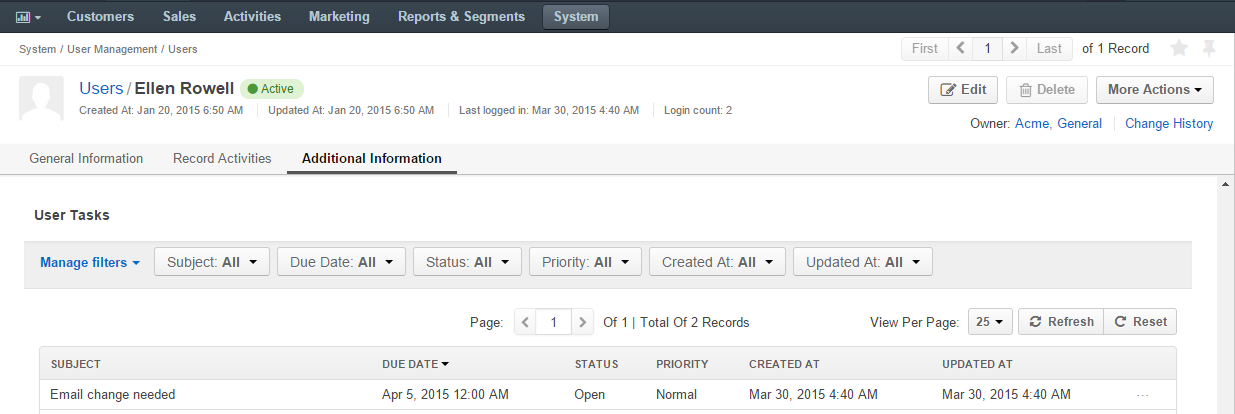 Customers Sales Activities Marketing Reports & Segments System
System / User Management / Users First 1 Last of 1 Record
Users / Ellen Rowell Active Edit Delete More Actions
Created At: Jan 20, 2015 6:50 AM Updated At: Jan 20, 2015 6:50 AM Last logged in: Mar 30, 2015 4:40 AM Login count: 2
Owner: Acme, General Change History
General Information Record Activities Additional Information
User Tasks
Manage filters Subject: All Due Date: All Status: All Priority: All Created At: All Updated At: All
Page: 1 Of 1 | Total Of 2 Records View Per Page: 25 Refresh Reset
SUBJECT DUE DATE STATUS PRIORITY CREATED AT UPDATED AT
Email change needed Apr 5, 2015 12:00 AM Open Normal Mar 30, 2015 4:40 AM Mar 30, 2015 4:40 AM ...